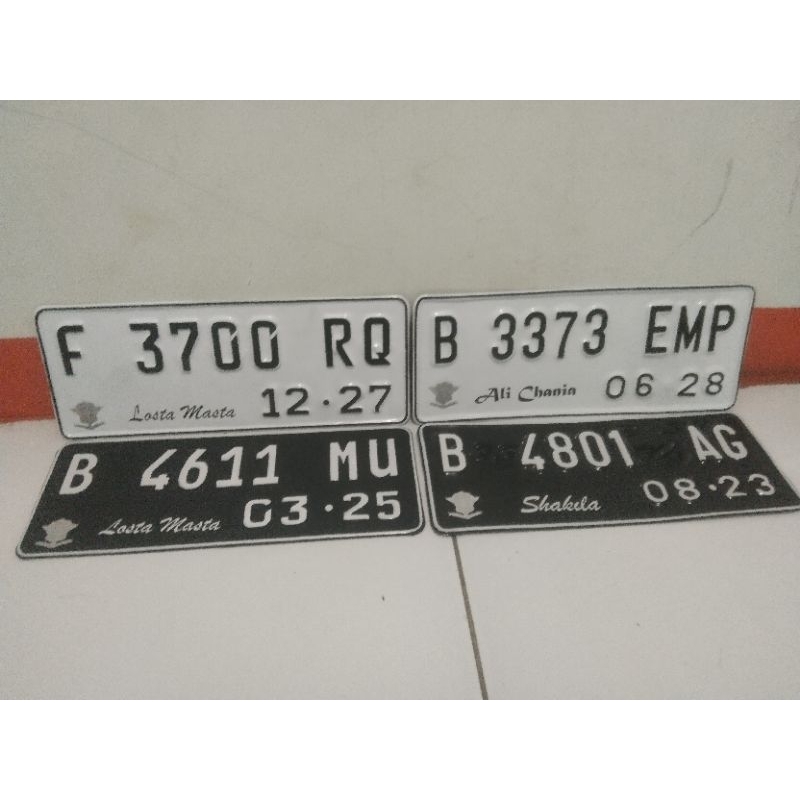 F 3700 RQ
Losta Masta 12·27
B 3373 EMP
Ali Chania 06 28
B 4611 MU
Losta Masta 03·25
B 4801 AG
Shakila 08·23